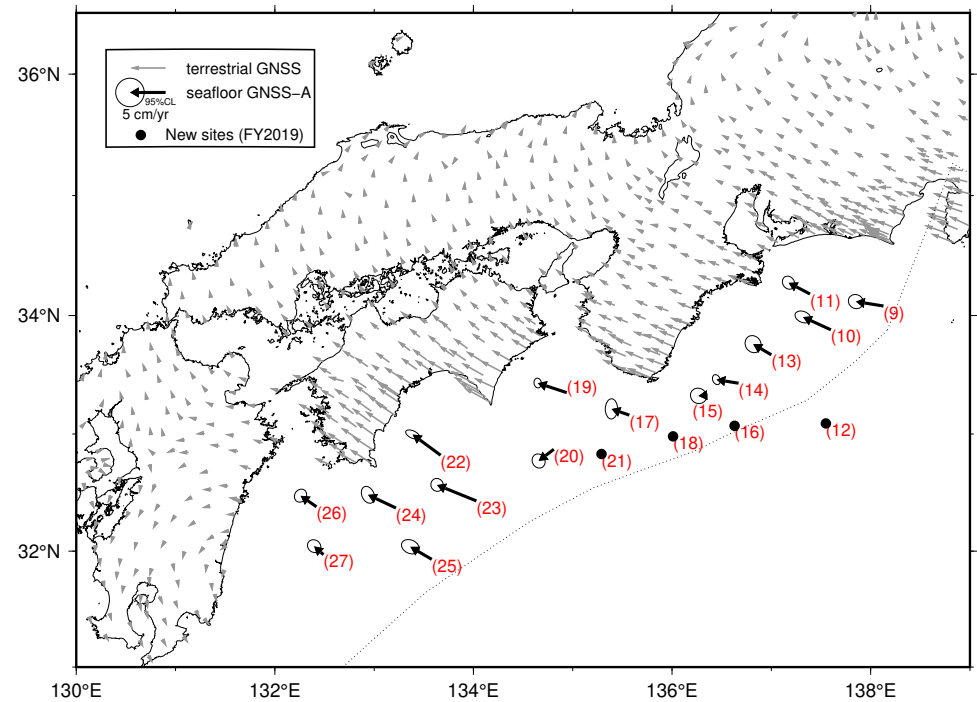 36°N
terrestrial GNSS
seafloor GNSS−A
95%CL
5 cm/yr
New sites (FY2019)
34°N
(11)
(9)
(10)
(13)
(19)
(14)
(15)
(17)
(16)
(12)
(18)
(20)
(21)
(22)
(23)
(26)
(24)
(27)
(25)
32°N
130°E
132°E
134°E
136°E
138°E